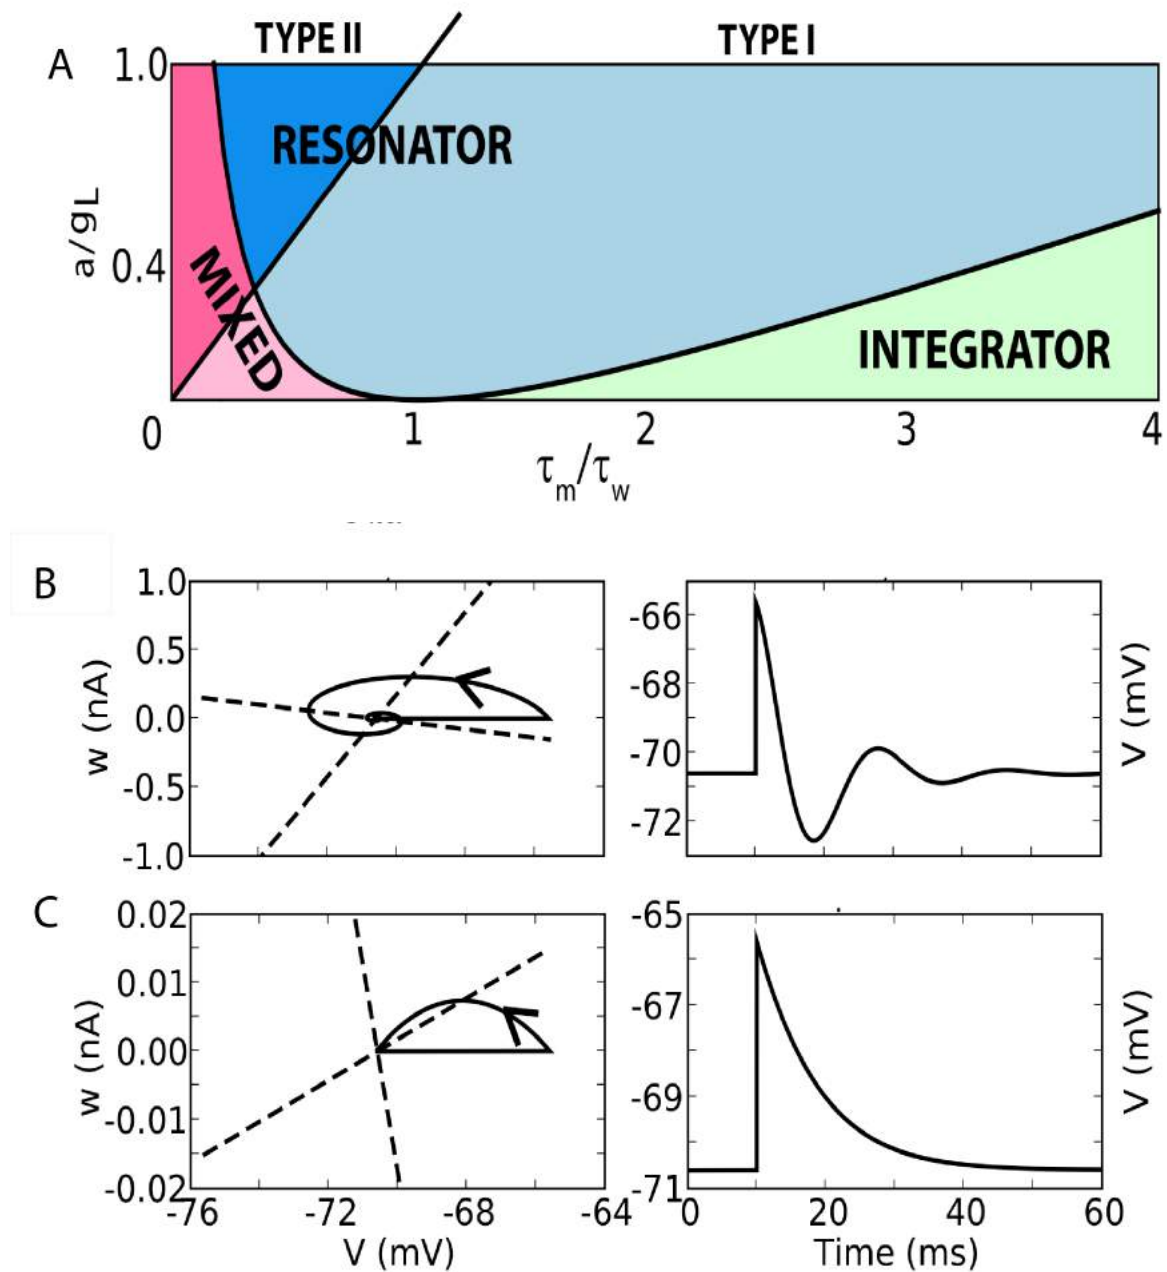 TYPE II
TYPE I
A
1.0
RESONATOR
a/gL
0.4
MIXED
INTEGRATOR
0
1
2
3
4
τm/τw
B
1.0
0.5
0.0
-0.5
-1.0
w (nA)
-66
-68
-70
-72
V (mV)
C
0.02
0.01
0.00
-0.01
-0.02
w (nA)
-76
-72
-68
-64
V (mV)
-65
-67
-69
-71
V (mV)
0
20
40
60
Time (ms)